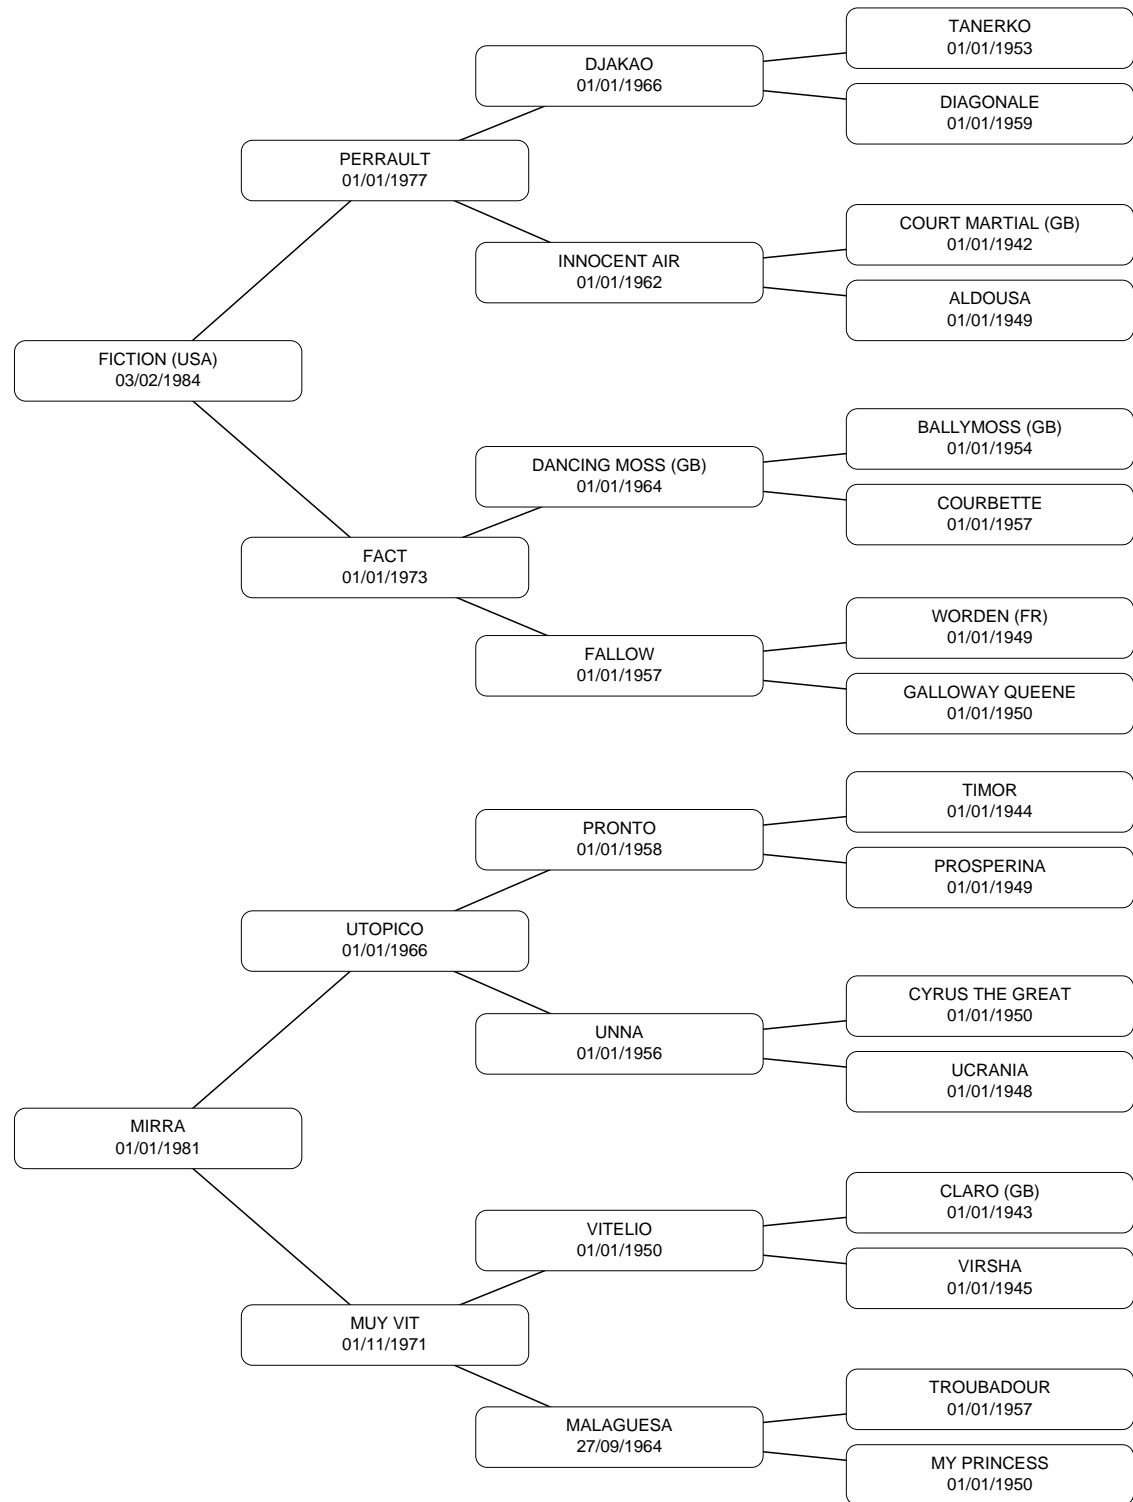 TANERKO
01/01/1953
DJAKAO
01/01/1966
DIAGONALE
01/01/1959
PERRAULT
01/01/1977
COURT MARTIAL (GB)
01/01/1942
INNOCENT AIR
01/01/1962
ALDOUSA
01/01/1949
FICTION (USA)
03/02/1984
BALLYMOSS (GB)
01/01/1954
DANCING MOSS (GB)
01/01/1964
COURBETTE
01/01/1957
FACT
01/01/1973
WORDEN (FR)
01/01/1949
FALLOW
01/01/1957
GALLOWAY QUEENE
01/01/1950
TIMOR
01/01/1944
PRONTO
01/01/1958
PROSPERINA
01/01/1949
UTOPICO
01/01/1966
CYRUS THE GREAT
01/01/1950
UNNA
01/01/1956
UCRANIA
01/01/1948
MIRRA
01/01/1981
CLARO (GB)
01/01/1943
VITELIO
01/01/1950
VIRSHA
01/01/1945
MUY VIT
01/11/1971
TROUBADOUR
01/01/1957
MALAGUESA
27/09/1964
MY PRINCESS
01/01/1950